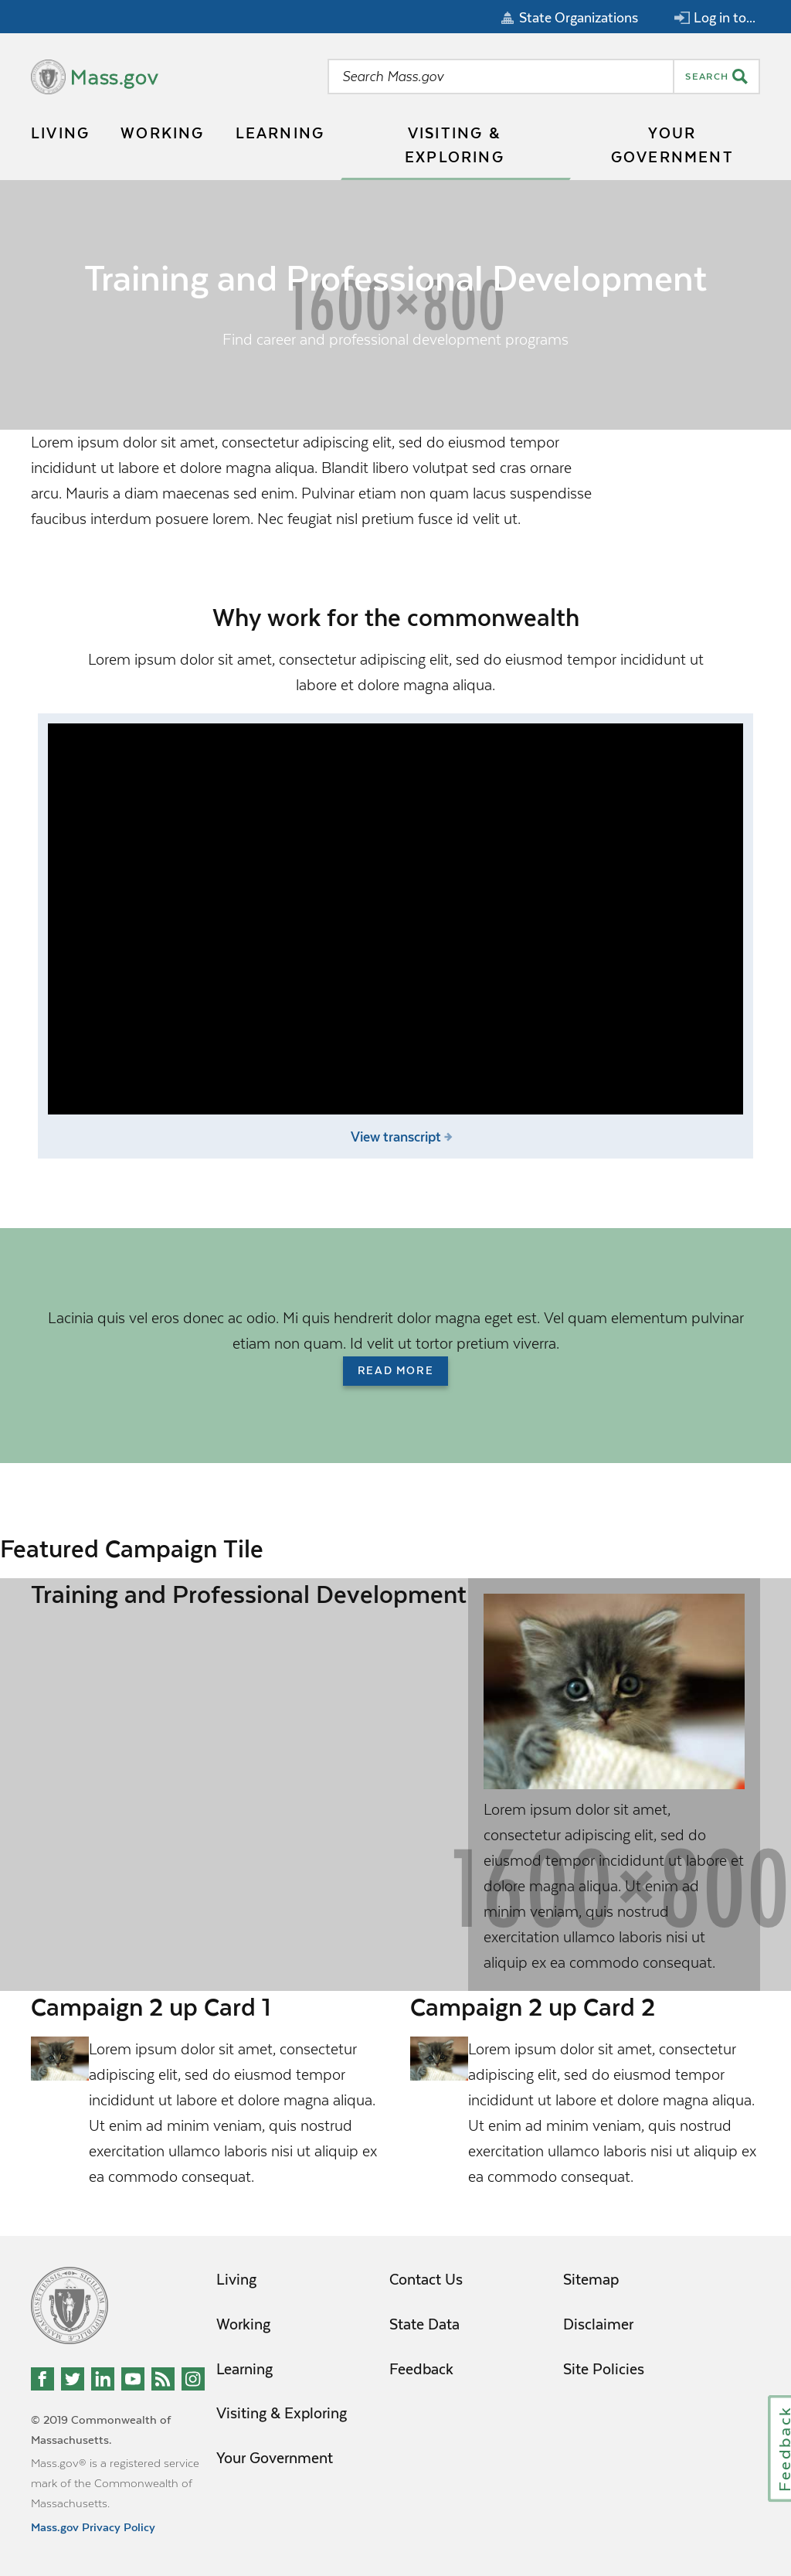 State Organizations
Log in to...
Mass.gov
Search Mass.gov
SEARCH
LIVING
WORKING
LEARNING
VISITING &
EXPLORING
YOUR
GOVERNMENT
Training and Professional Development
1600×800
Find career and professional development programs
Lorem ipsum dolor sit amet, consectetur adipiscing elit, sed do eiusmod tempor
incididunt ut labore et dolore magna aliqua. Blandit libero volutpat sed cras ornare
arcu. Mauris a diam maecenas sed enim. Pulvinar etiam non quam lacus suspendisse
faucibus interdum posuere lorem. Nec feugiat nisl pretium fusce id velit ut.
Why work for the commonwealth
Lorem ipsum dolor sit amet, consectetur adipiscing elit, sed do eiusmod tempor incididunt ut
labore et dolore magna aliqua.
View transcript
Lacinia quis vel eros donec ac odio. Mi quis hendrerit dolor magna eget est. Vel quam elementum pulvinar
etiam non quam. Id velit ut tortor pretium viverra.
READ MORE
Featured Campaign Tile
Training and Professional Development
Lorem ipsum dolor sit amet,
consectetur adipiscing elit, sed do
eiusmod tempor incididunt ut labore et
dolore magna aliqua. Ut enim ad
minim veniam, quis nostrud
exercitation ullamco laboris nisi ut
aliquip ex ea commodo consequat.
1600×800
Campaign 2 up Card 1
Lorem ipsum dolor sit amet, consectetur
adipiscing elit, sed do eiusmod tempor
incididunt ut labore et dolore magna aliqua.
Ut enim ad minim veniam, quis nostrud
exercitation ullamco laboris nisi ut aliquip ex
ea commodo consequat.
Campaign 2 up Card 2
Lorem ipsum dolor sit amet, consectetur
adipiscing elit, sed do eiusmod tempor
incididunt ut labore et dolore magna aliqua.
Ut enim ad minim veniam, quis nostrud
exercitation ullamco laboris nisi ut aliquip ex
ea commodo consequat.
© 2019 Commonwealth of
Massachusetts.
Mass.gov® is a registered service
mark of the Commonwealth of
Massachusetts.
Mass.gov Privacy Policy
Living
Working
Learning
Visiting & Exploring
Your Government
Contact Us
State Data
Feedback
Sitemap
Disclaimer
Site Policies
Feedback